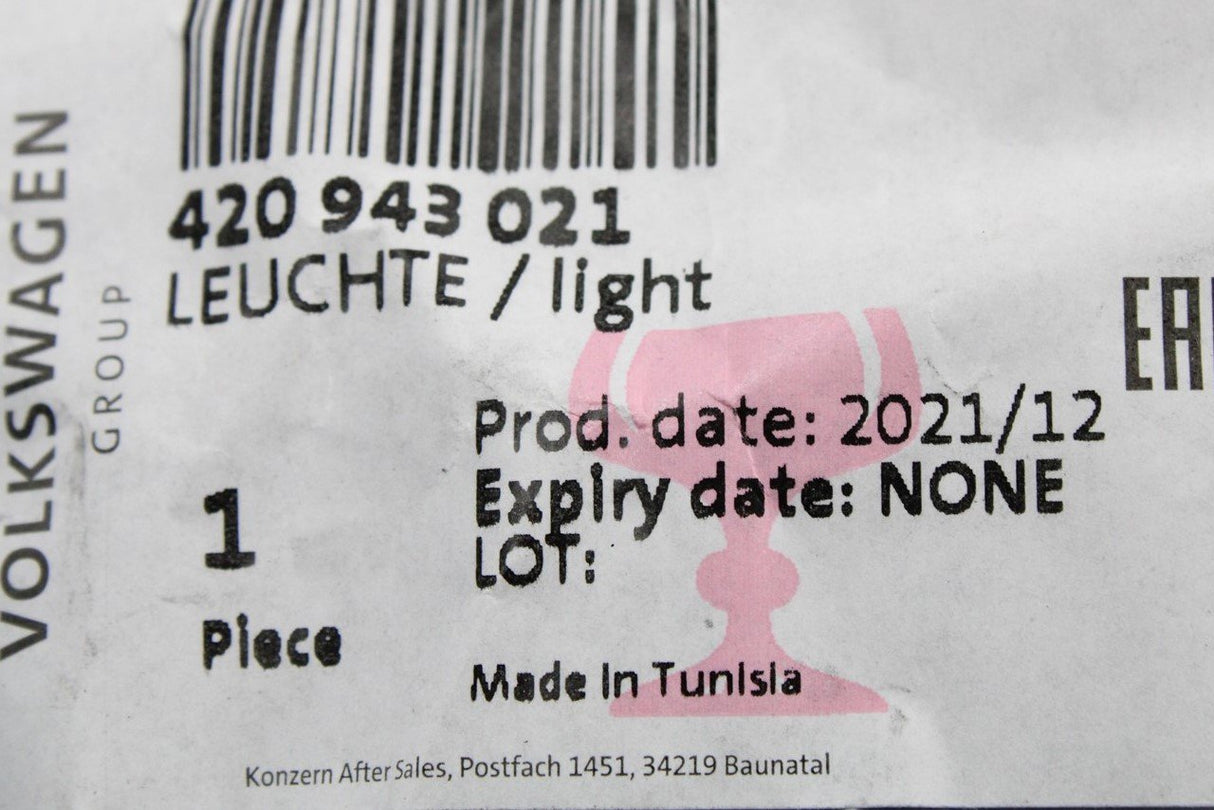 VOLKSWAGEN
GROUP
420 943 021
LEUCHTE / light
EAC
Prod. date: 2021/12
Expiry date: NONE
LOT:
1
Piece
Made in Tunisia
Konzern After Sales, Postfach 1451, 34219 Baunatal